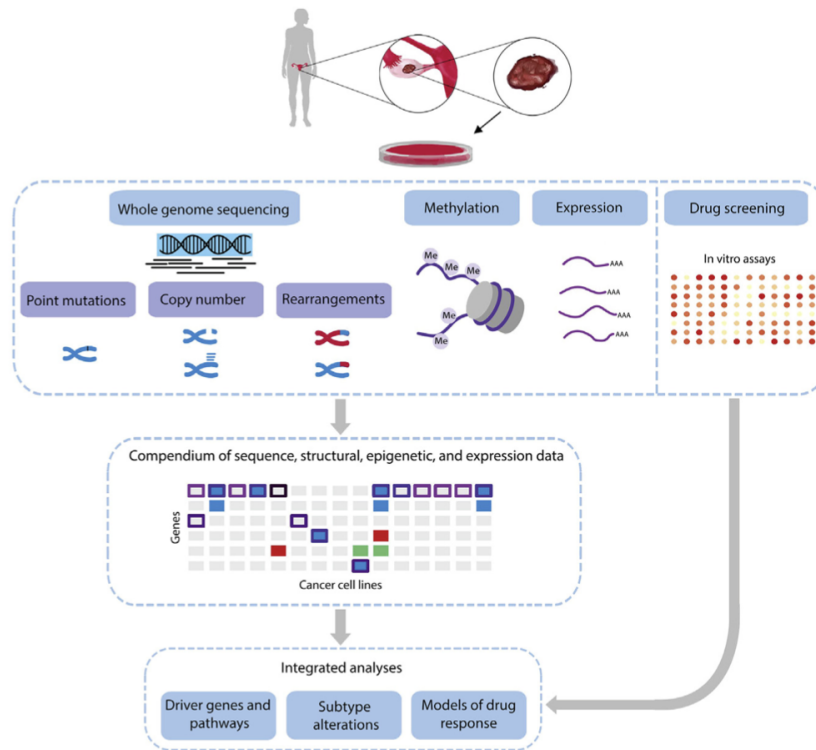 Whole genome sequencing
Methylation
Expression
Drug screening
Point mutations
Copy number
Rearrangements
Me
Me
Me
Me
Me
AAA
AAA
AAA
AAA
In vitro assays
Compendium of sequence, structural, epigenetic, and expression data
Genes
Cancer cell lines
Integrated analyses
Driver genes and
pathways
Subtype
alterations
Models of drug
response